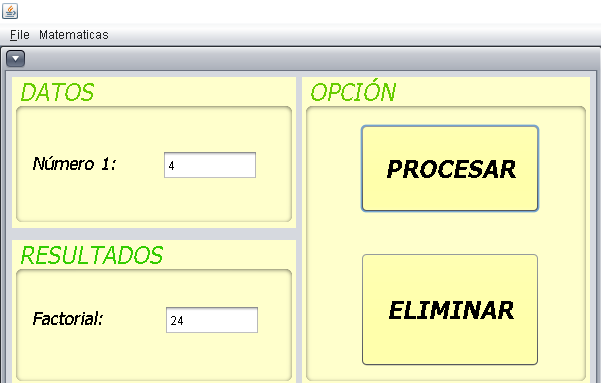 File Matematicas
DATOS
Número 1: 4
RESULTADOS
Factorial: 24
OPCIÓN
PROCESAR
ELIMINAR